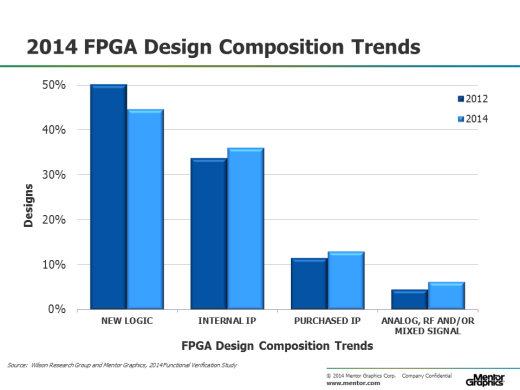 2014 FPGA Design Composition Trends
50%
2012
2014
40%
30%
Designs
20%
10%
0%
NEW LOGIC INTERNAL IP PURCHASED IP ANALOG, RF AND/OR
MIXED SIGNAL
FPGA Design Composition Trends
Source: Wilson Research Group and Mentor Graphics, 2014 Functional Verification Study
© 2014 Mentor Graphics Corp. Company Confidential
www.mentor.com
Mentor
Graphics